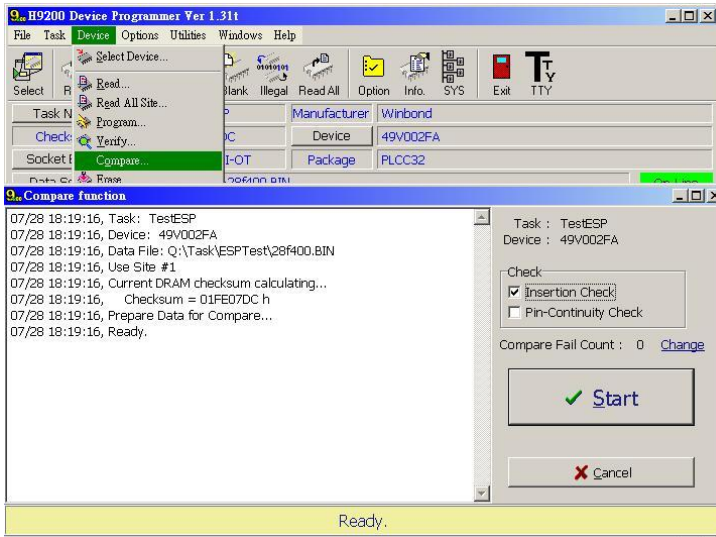 H9200 Device Programmer Ver 1.31t
File Task Device Options Utilities Windows Help
Select Device...
Read...
Read All Site...
Program...
Verify...
Compare...
Erase
Select
Blank Illegal Read All Option Info. SYS Exit TTY
Task N Manufacturer Winbond
Check Device 49V002FA
Socket I-OT Package PLCC32
28f400.BIN On-Line
Compare function
07/28 18:19:16, Task: TestESP
07/28 18:19:16, Device: 49V002FA
07/28 18:19:16, Data File: Q:\Task\ESPTest\28f400.BIN
07/28 18:19:16, Use Site #1
07/28 18:19:16, Current DRAM checksum calculating...
07/28 18:19:16, Checksum = 01FE07DC h
07/28 18:19:16, Prepare Data for Compare...
07/28 18:19:16, Ready.
Task : TestESP
Device : 49V002FA
Check
Insertion Check
Pin-Continuity Check
Compare Fail Count : 0 Change
Start
Cancel
Ready.